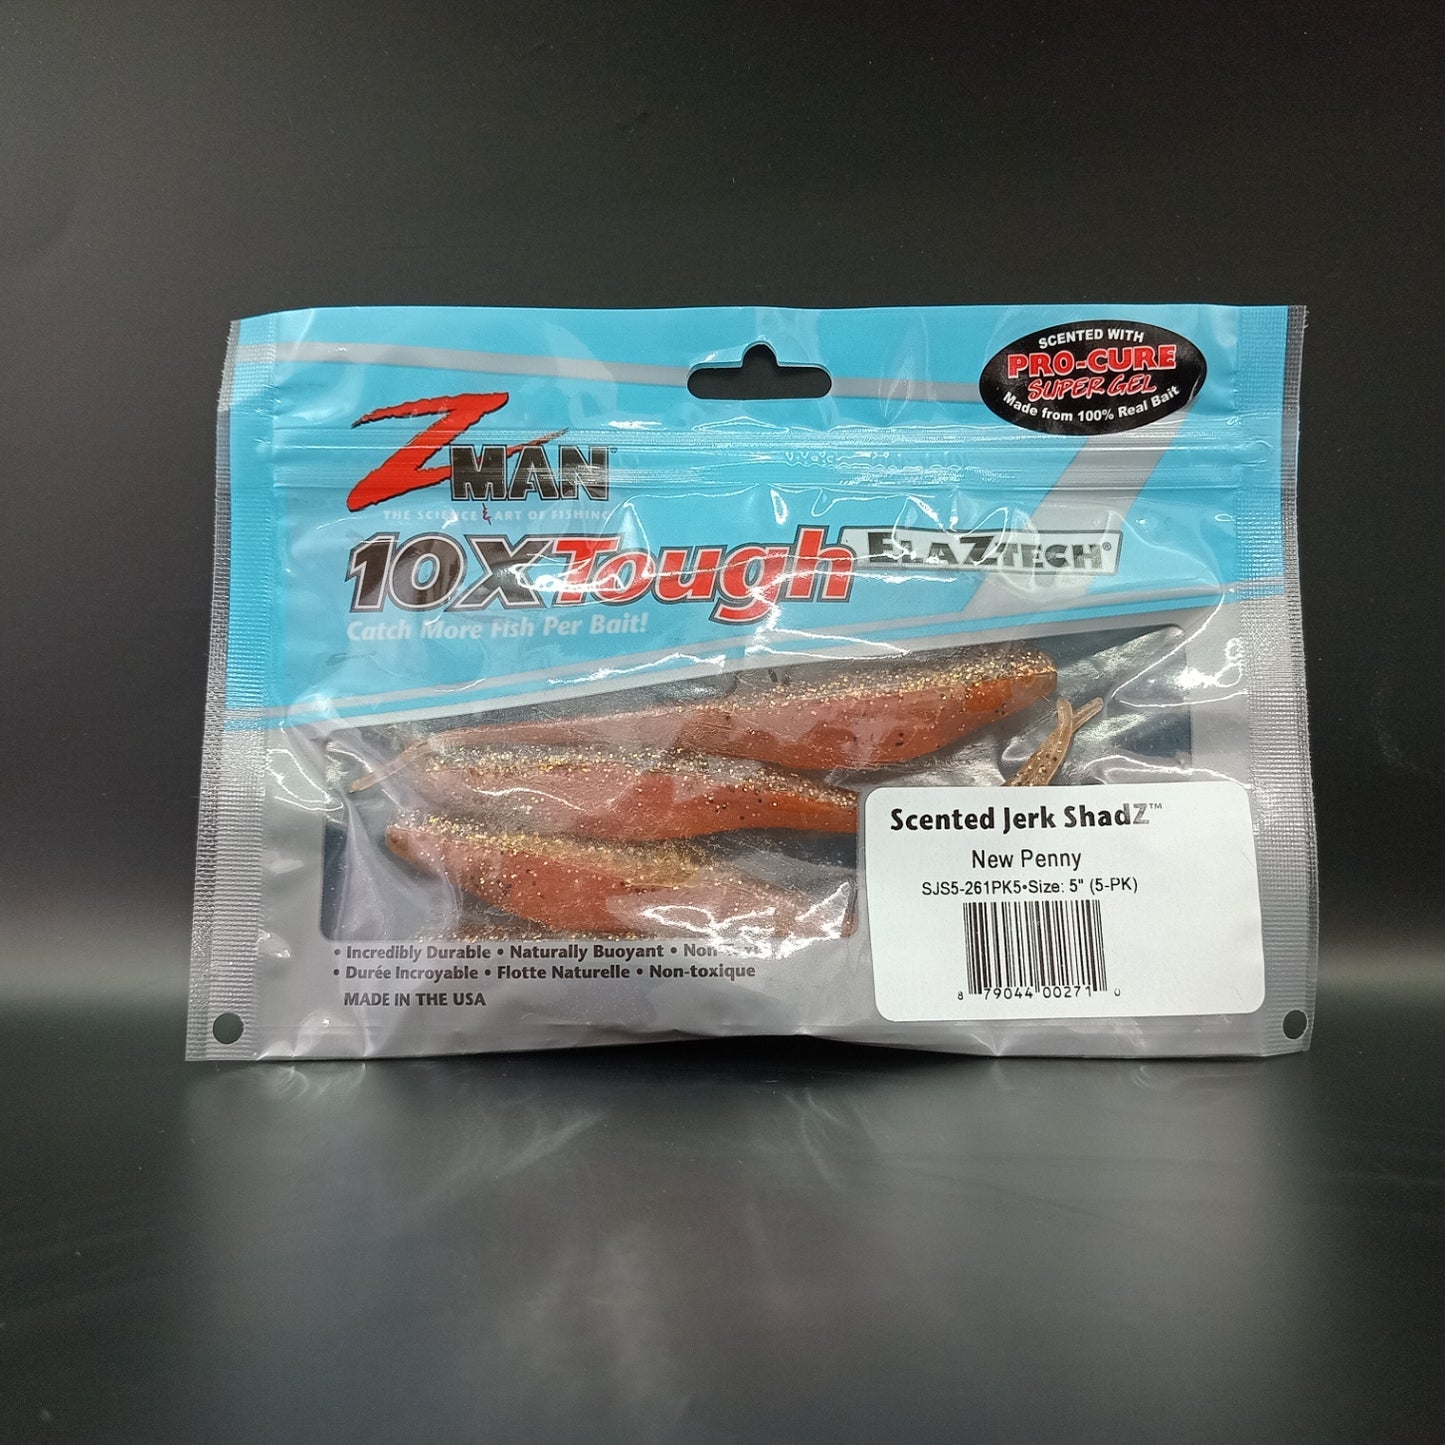 SCENTED WITH
PRO-CURE
SUPER GEL
Made from 100% Real Bait
ZMAN™
THE SCIENCE & ART OF FISHING
10X Tough ELAZTECH®
Catch More Fish Per Bait!
Scented Jerk ShadZ™
New Penny
SJS5-261PK5•Size: 5" (5-PK)
8 79044 00271 0
• Incredibly Durable • Naturally Buoyant •
• Durée Incroyable • Flotte Naturelle • Non-toxique
MADE IN THE USA